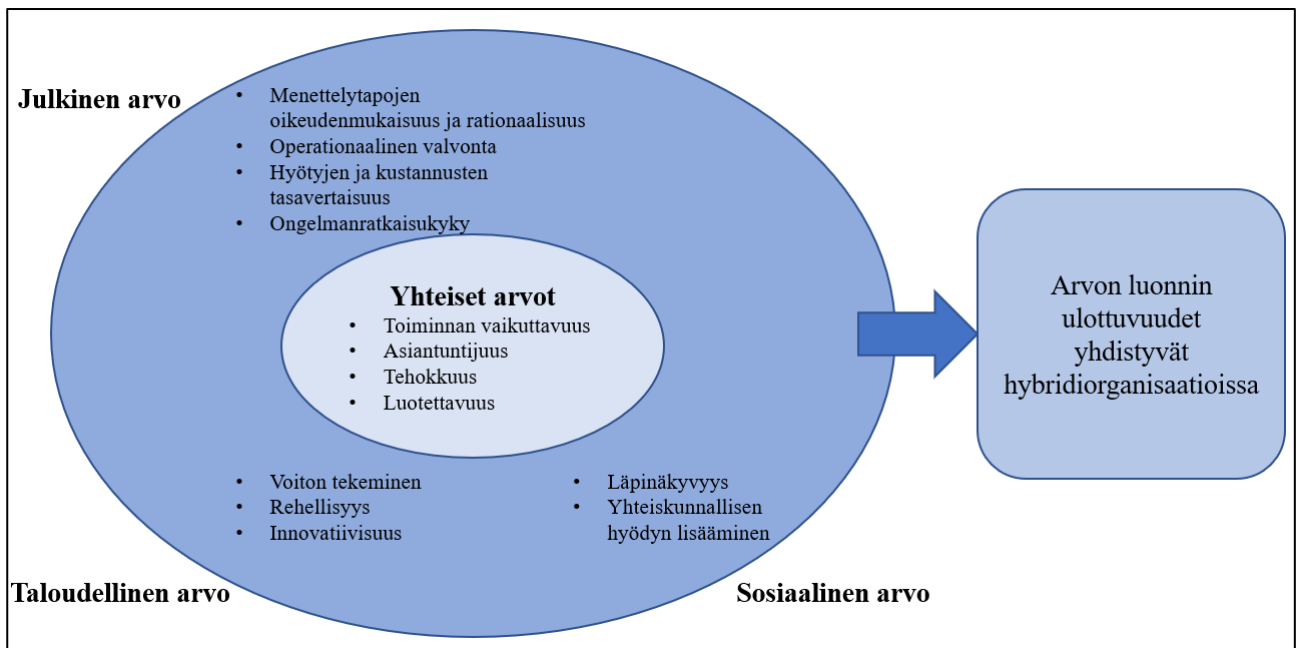 Julkinen arvo
• Menettelytapojen
oikeudenmukaisuus ja rationaalisuus
• Operationaalinen valvonta
• Hyötyjen ja kustannusten
tasavertaisuus
• Ongelmanratkaisukyky
Yhteiset arvot
• Toiminnan vaikuttavuus
• Asiantuntijuus
• Tehokkuus
• Luotettavuus
• Voiton tekeminen
• Rehellisyys
• Innovatiivisuus
• Läpinäkyvyys
• Yhteiskunnallisen
hyödyn lisääminen
Taloudellinen arvo
Sosiaalinen arvo
Arvon luonnin
ulottuvuudet
yhdistyvät
hybridiorganisaatioissa